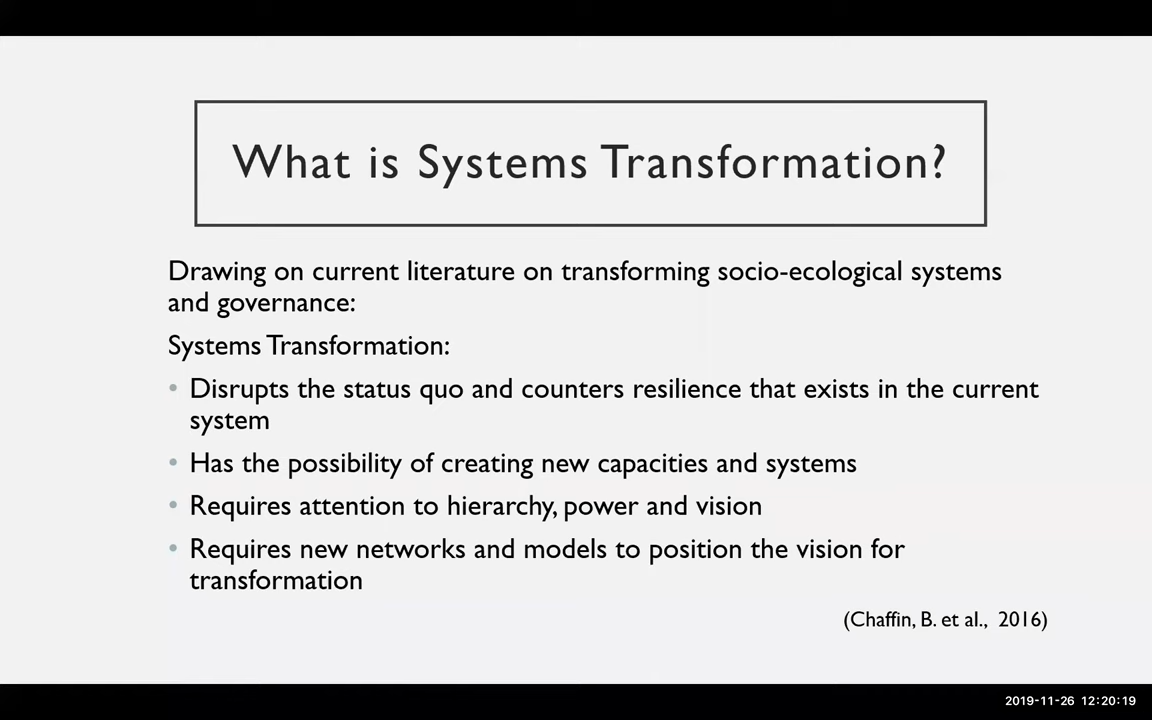 What is Systems Transformation?
Drawing on current literature on transforming socio-ecological systems
and governance:
Systems Transformation:
• Disrupts the status quo and counters resilience that exists in the current
system
• Has the possibility of creating new capacities and systems
• Requires attention to hierarchy, power and vision
• Requires new networks and models to position the vision for
transformation
(Chaffin, B. et al., 2016)
2019-11-26 12:20:19